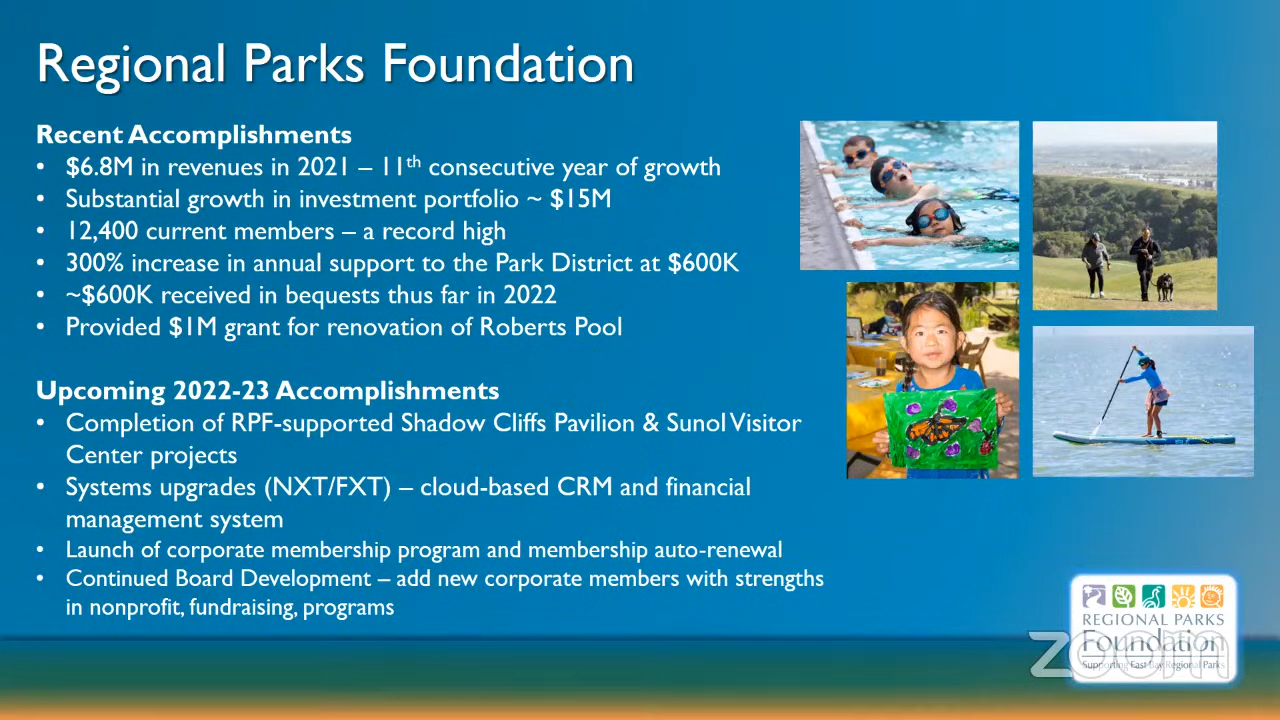 Regional Parks Foundation
Recent Accomplishments
• $6.8M in revenues in 2021 – 11th consecutive year of growth
• Substantial growth in investment portfolio ~ $15M
• 12,400 current members – a record high
• 300% increase in annual support to the Park District at $600K
• ~$600K received in bequests thus far in 2022
• Provided $1M grant for renovation of Roberts Pool
Upcoming 2022-23 Accomplishments
• Completion of RPF-supported Shadow Cliffs Pavilion & Sunol Visitor
Center projects
• Systems upgrades (NXT/FXT) – cloud-based CRM and financial
management system
• Launch of corporate membership program and membership auto-renewal
• Continued Board Development – add new corporate members with strengths
in nonprofit, fundraising, programs
REGIONAL PARKS
Foundation
Supporting East Bay Regional Parks
zoom